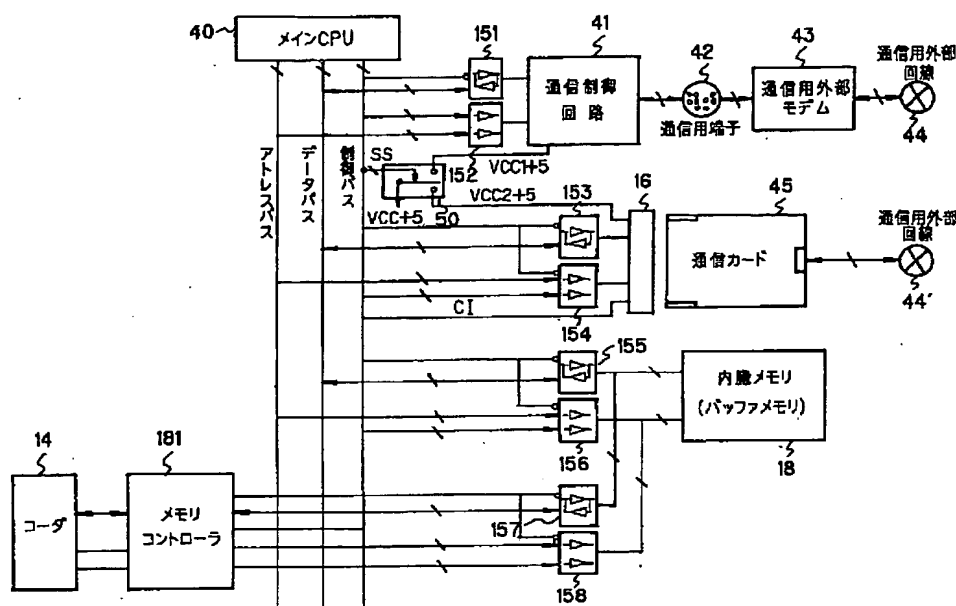 40
メインCPU
151
41
通信制御
回路
42
通信用端子
43
通信用外部
モデム
通信用外部
回線
44
152
アドレスバス
データバス
制御バス
SS
VCC1+5
VCC2+5
VCC+5
50
153
16
45
通信カード
通信用外部
回線
44'
CI
154
155
内臓メモリ
(バッファメモリ)
18
156
14
コーダ
181
メモリ
コントローラ
157
158